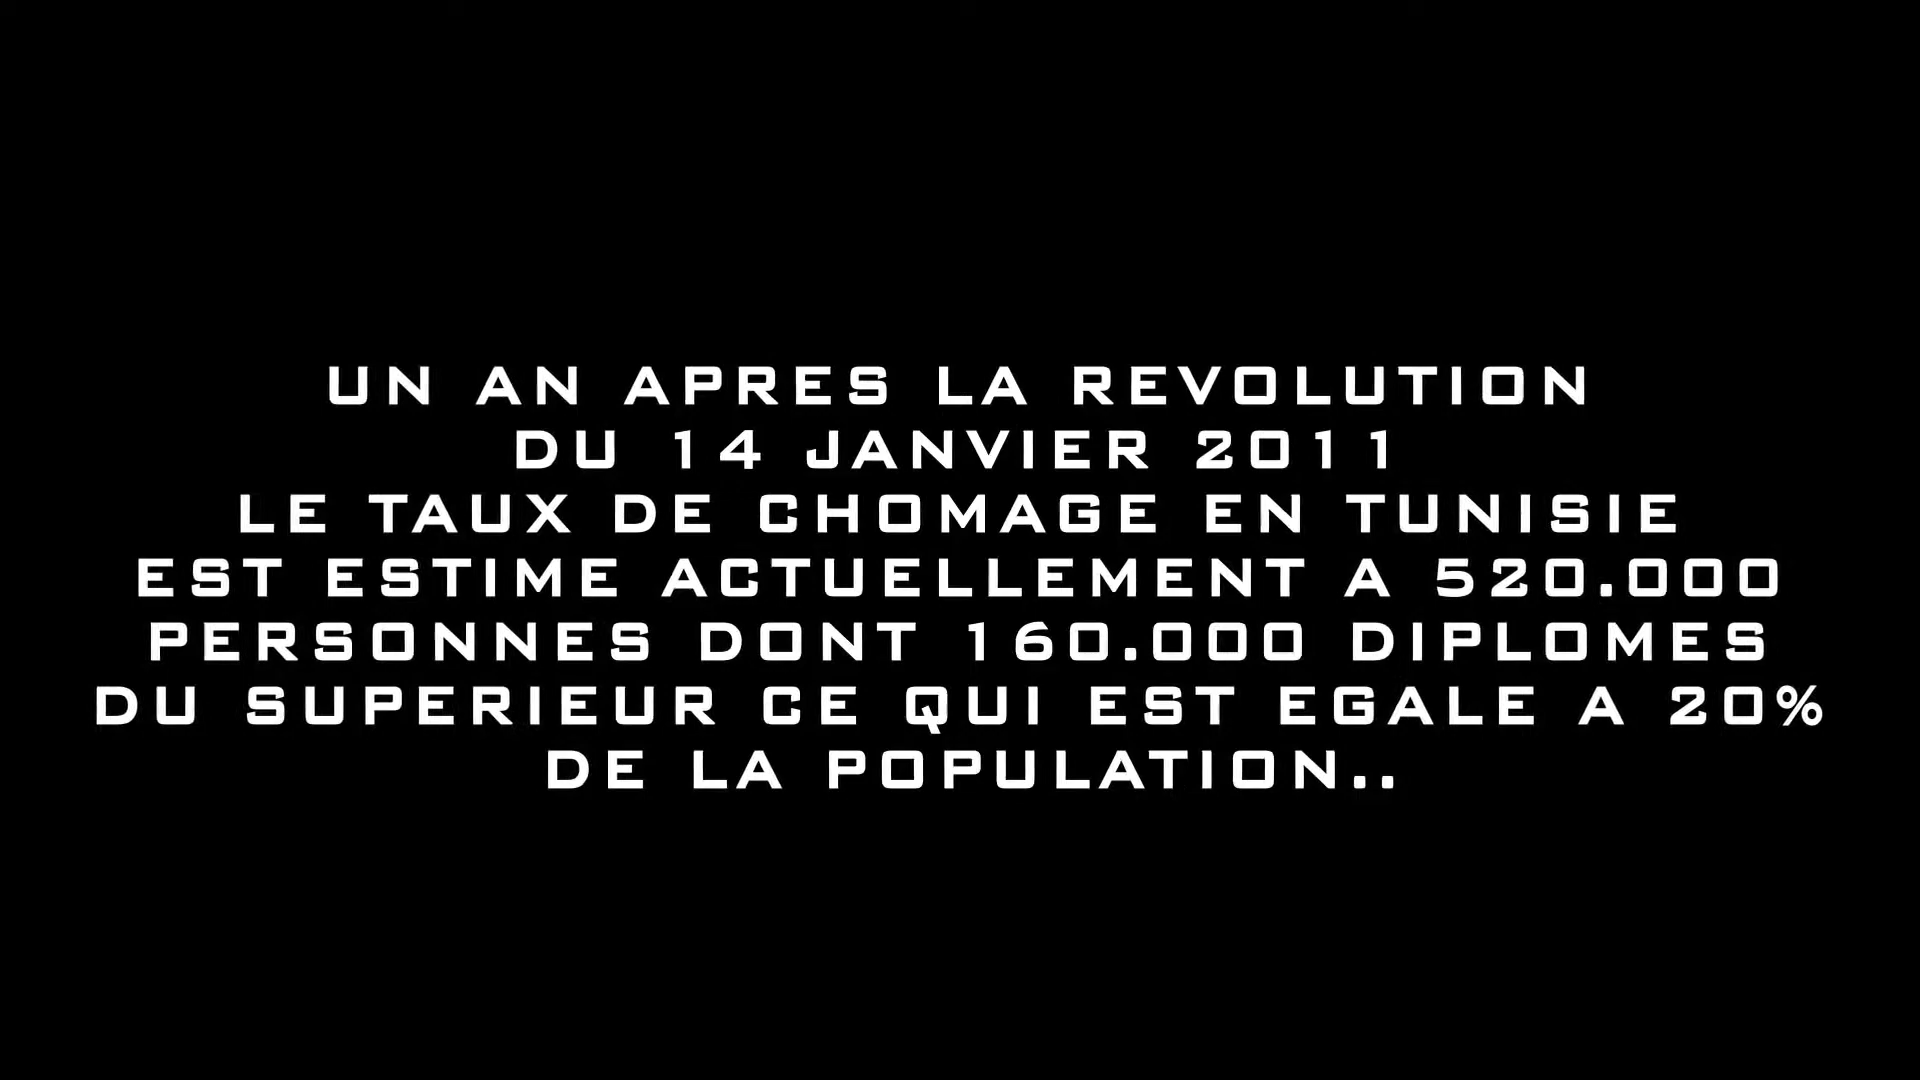 UN AN APRES LA REVOLUTION
DU 14 JANVIER 2011
LE TAUX DE CHOMAGE EN TUNISIE
EST ESTIME ACTUELLEMENT A 520.000
PERSONNES DONT 160.000 DIPLOMES
DU SUPERIEUR CE QUI EST EGALE A 20%
DE LA POPULATION..